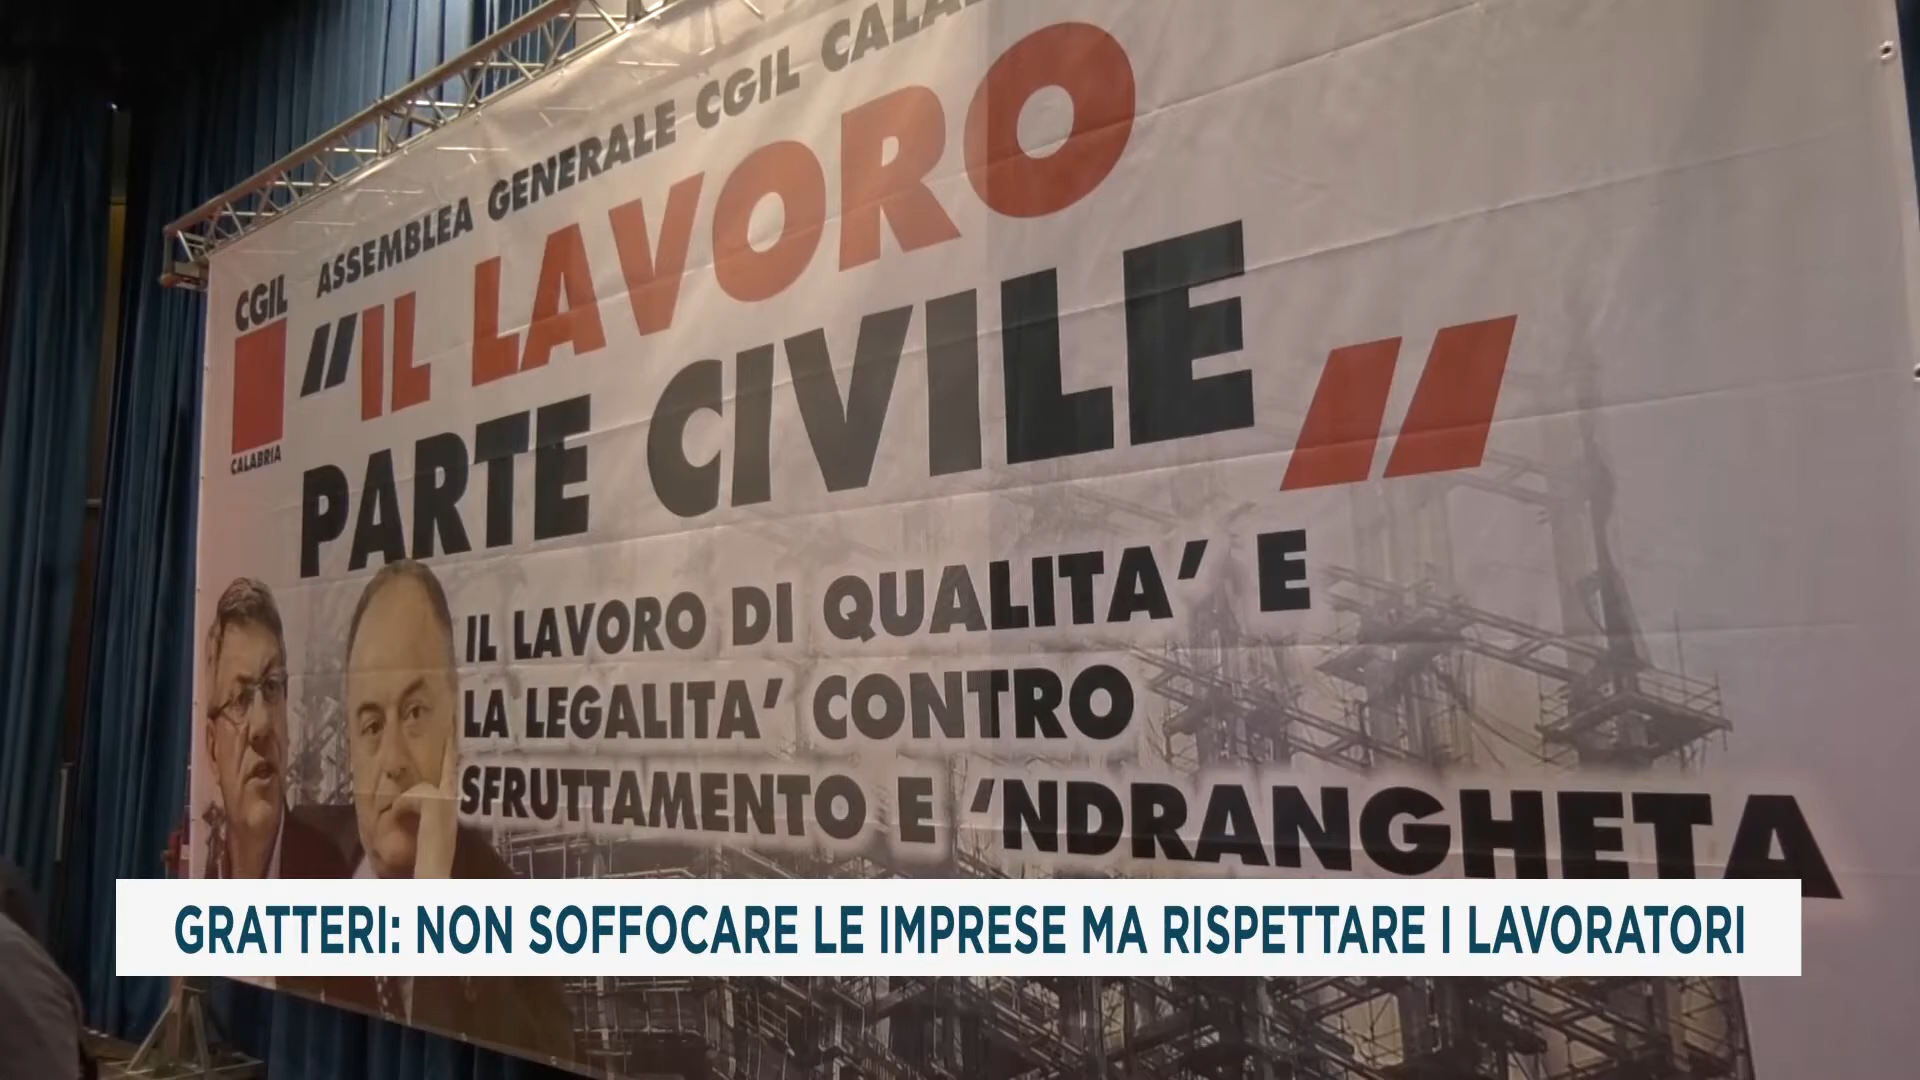 ASSEMBLEA GENERALE CGIL
CGIL
CALABRIA
"IL LAVORO
PARTE CIVILE"
IL LAVORO DI QUALITA' E
LA LEGALITA' CONTRO
SFRUTTAMENTO E 'NDRANGHETA
GRATTERI: NON SOFFOCARE LE IMPRESE MA RISPETTARE I LAVORATORI